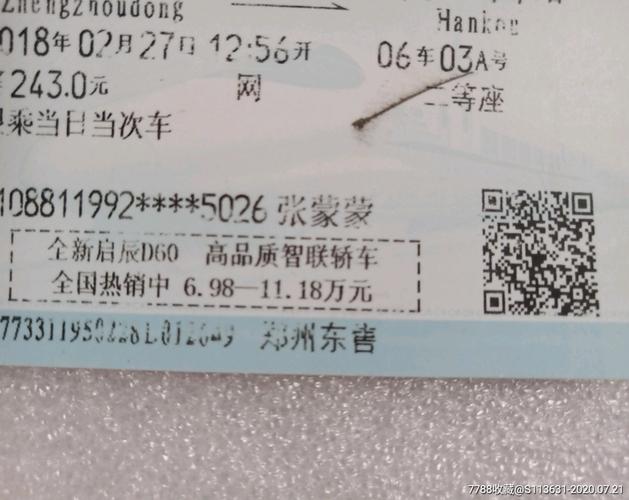 Zhengzhoudong
Hankou
2018年02月27日12:56开 06车03A号
¥243.0元 网 二等座
限乘当日当次车
108811992****5026 张蒙蒙
全新启辰D60 高品质智联轿车
全国热销中 6.98—11.18万元
郑州东售
7788收藏@S113631-2020.07.21